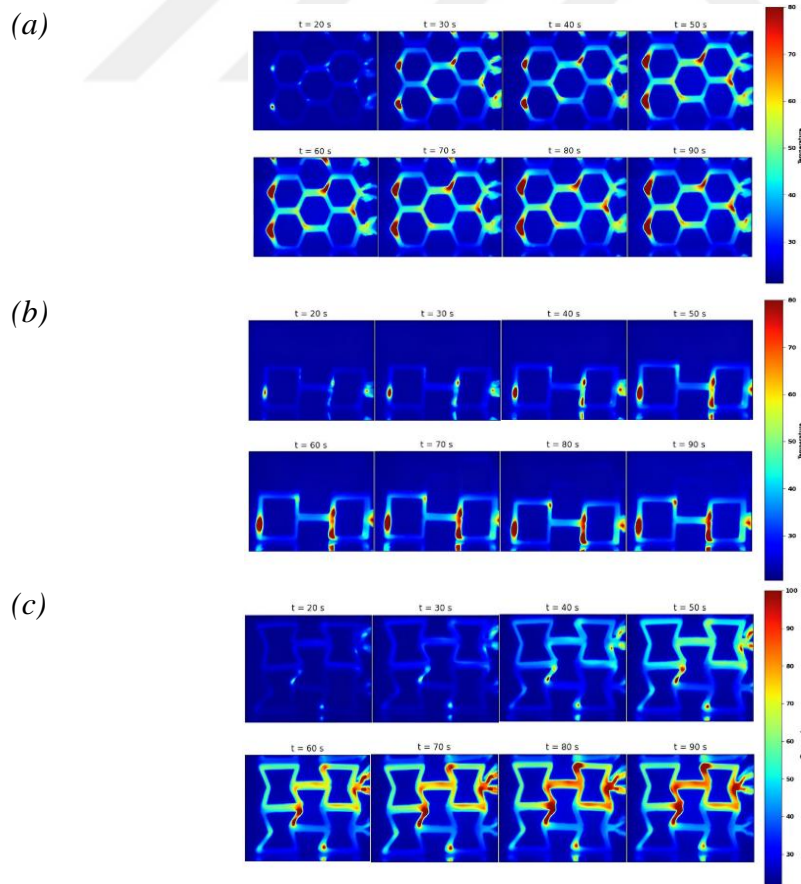 (a)
t = 20 s
t = 30 s
t = 40 s
t = 50 s
t = 60 s
t = 70 s
t = 80 s
t = 90 s
80
70
60
50
40
30
(b)
t = 20 s
t = 30 s
t = 40 s
t = 50 s
t = 60 s
t = 70 s
t = 80 s
t = 90 s
80
70
60
50
40
30
(c)
t = 20 s
t = 30 s
t = 40 s
t = 50 s
t = 60 s
t = 70 s
t = 80 s
t = 90 s
100
90
80
70
60
50
40
30